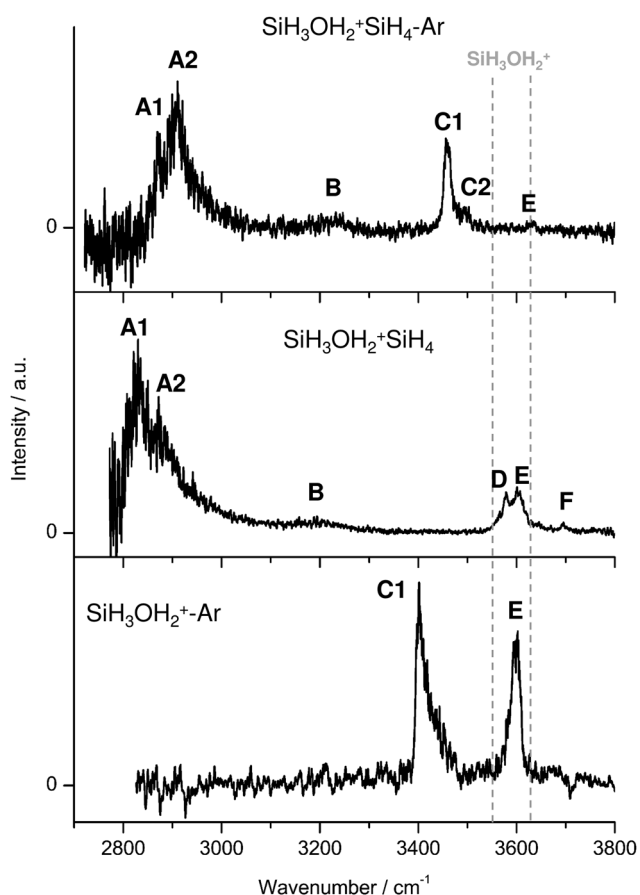 SiH₃OH₂⁺SiH₄-Ar
SiH₃OH₂⁺
A1
A2
B
C1
C2
E
0
SiH₃OH₂⁺SiH₄
A1
A2
B
D
E
F
0
SiH₃OH₂⁺-Ar
C1
E
0
Intensity / a.u.
2800 3000 3200 3400 3600 3800
Wavenumber / cm⁻¹